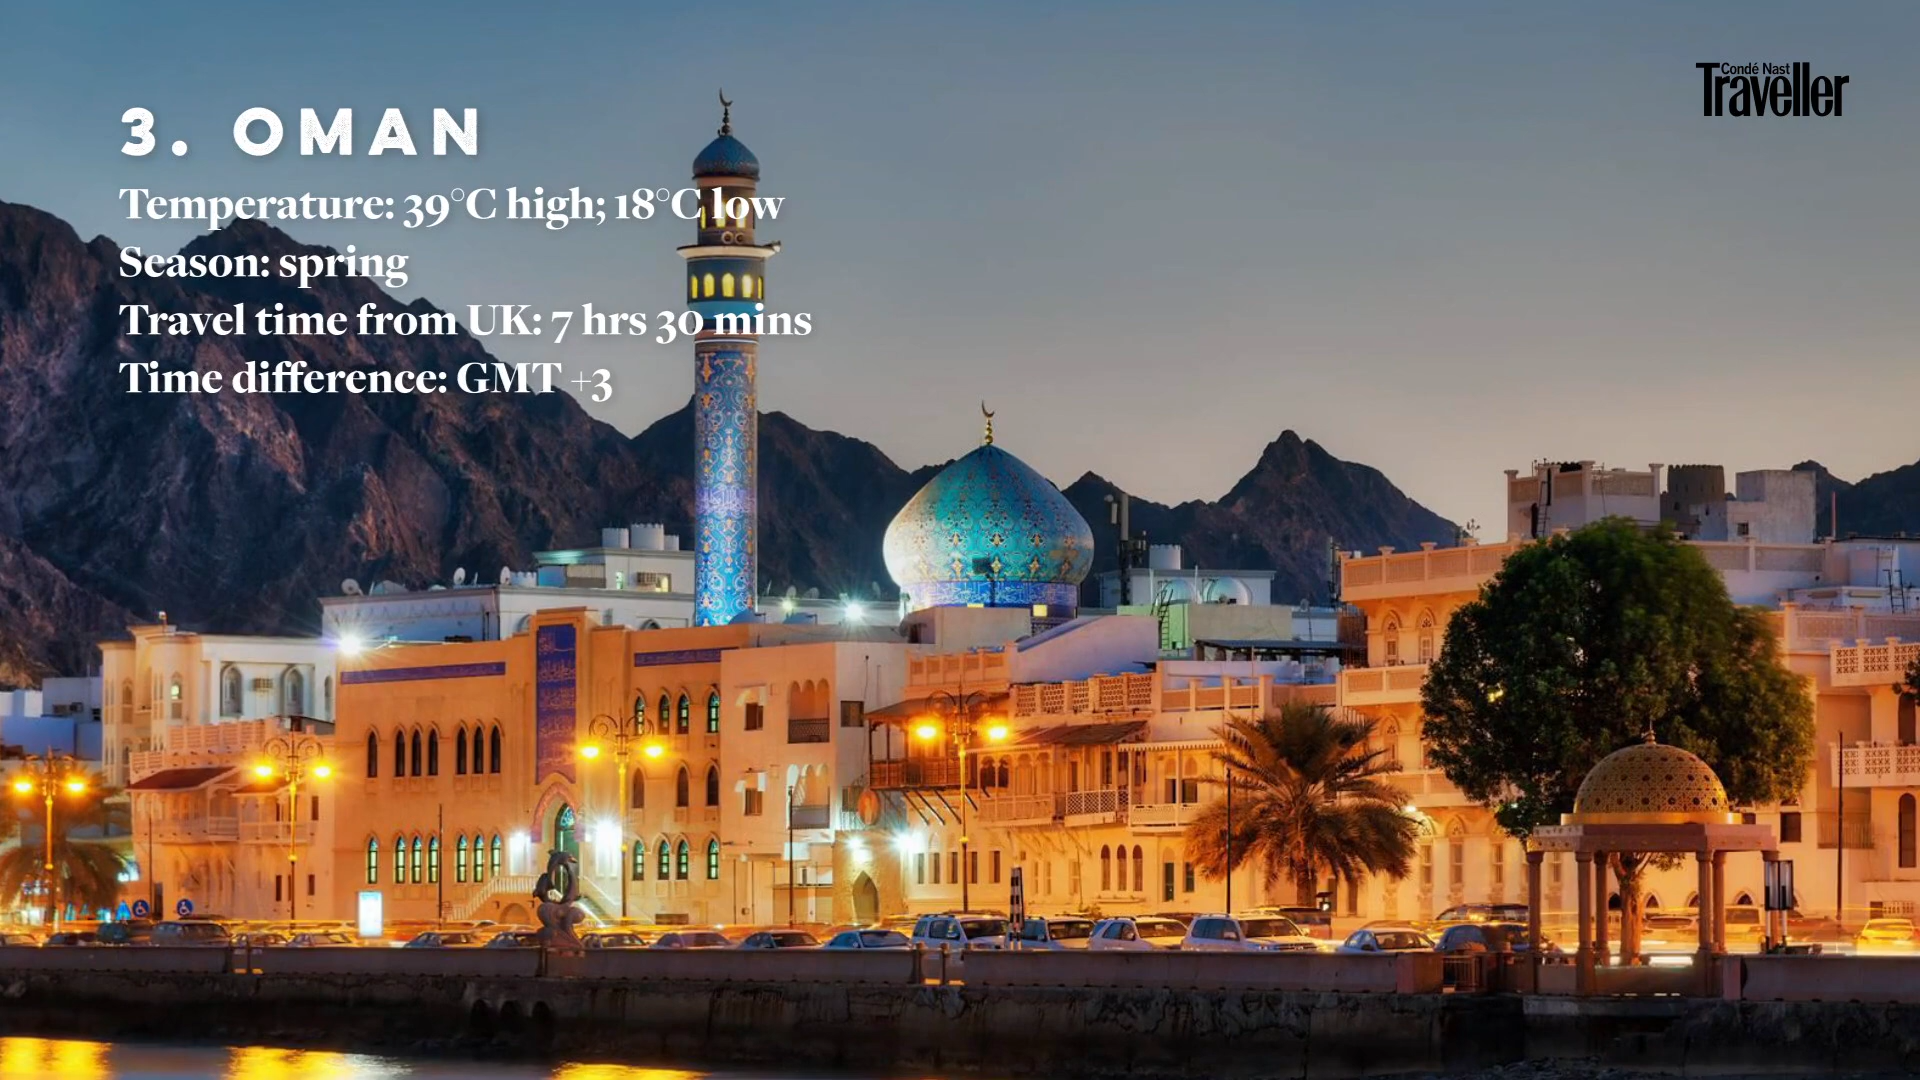 Condé Nast
Traveller
3. OMAN
Temperature: 39°C high; 18°C low
Season: spring
Travel time from UK: 7 hrs 30 mins
Time difference: GMT +3